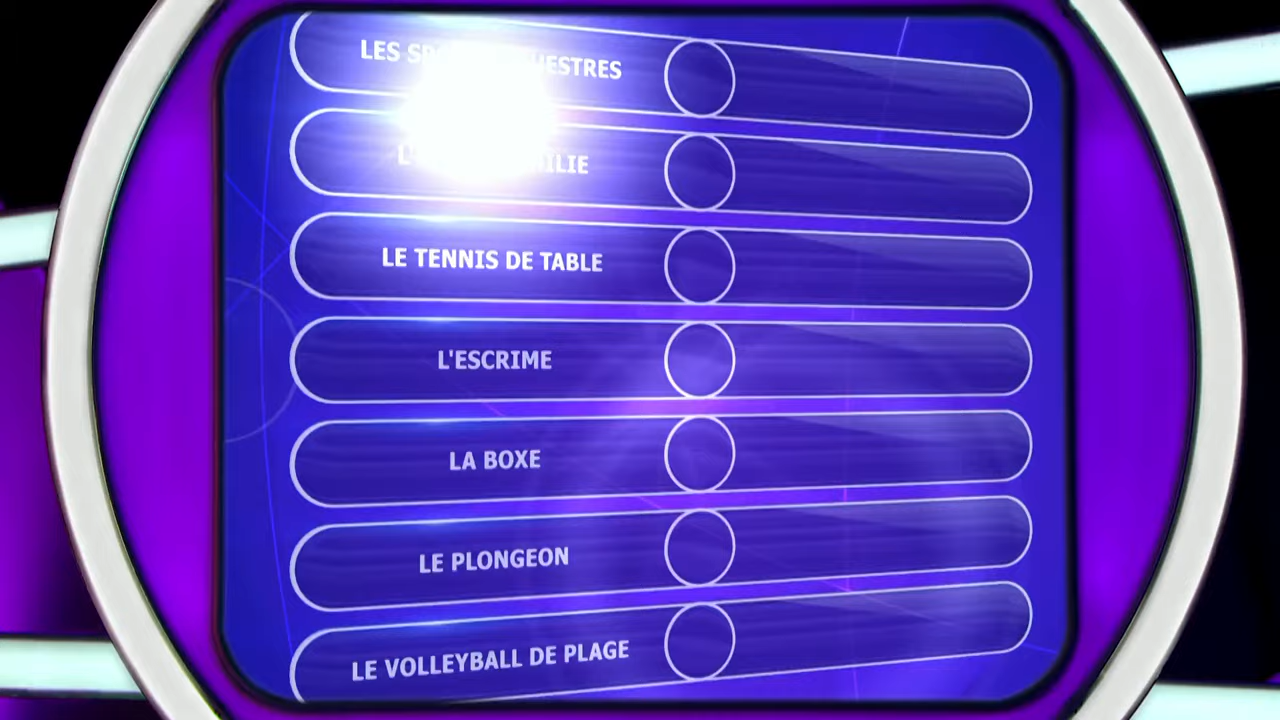 LES
LE TENNIS DE TABLE
L'ESCRIME
LA BOXE
LE PLONGEON
LE VOLLEYBALL DE PLAGE